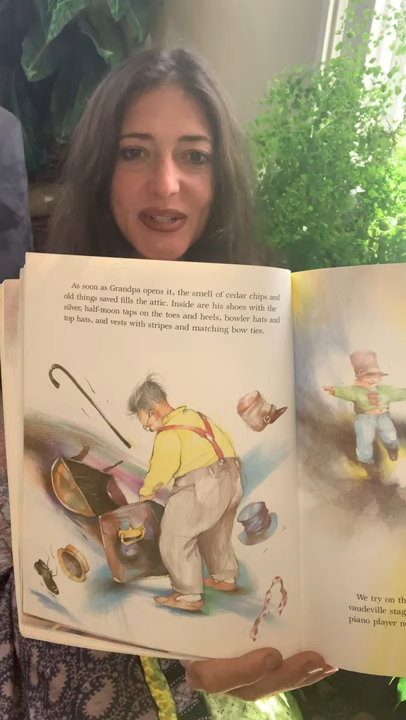 As soon as Grandpa opens it, the smell of cedar chips and
old things saved fills the attic. Inside are his shoes with the
silver, half-moon taps on the toes and heels, bowler hats and
top hats, and vests with stripes and matching bow ties.
We try on th
vaudeville stag
piano player n